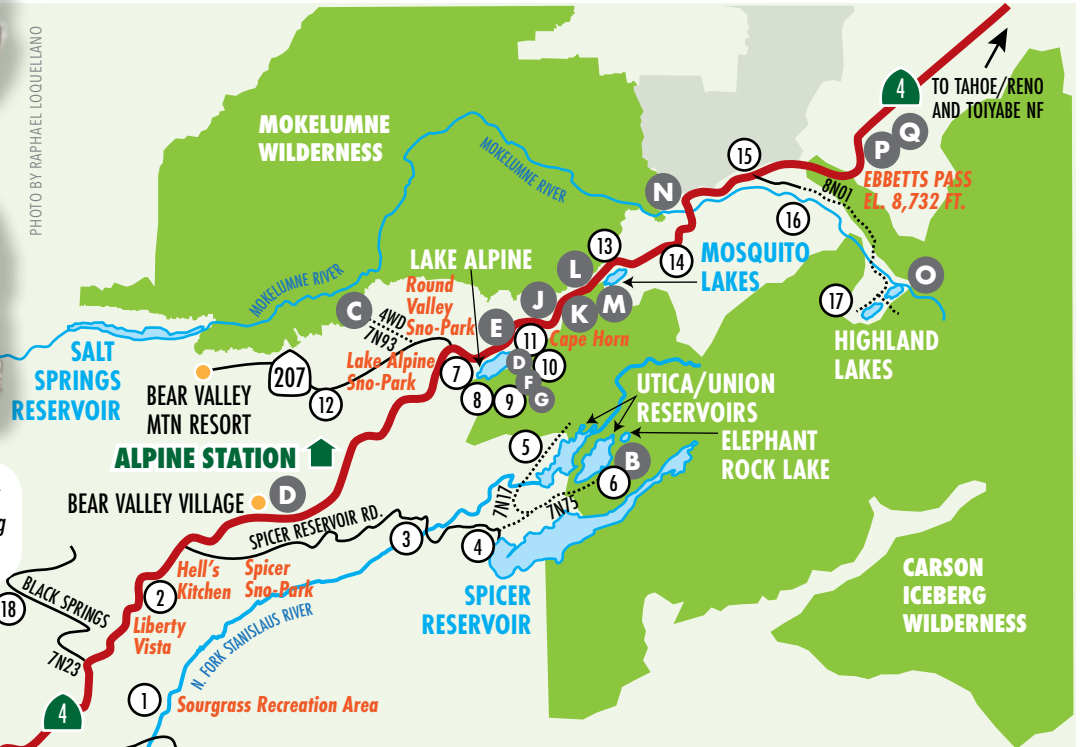 PHOTO BY RAPHAEL LOQUELLANO
4
TO TAHOE/RENO
AND TOIYABE NF
MOKELUMNE
WILDERNESS
MOKELUMNE RIVER
P
Q
EBBETTS PASS
EL. 8,732 FT.
15
8N01
N
16
LAKE ALPINE
13
14
MOSQUITO
LAKES
L
MOKELUMNE RIVER
Round
Valley
Sno-Park
J
K
M
O
17
HIGHLAND
LAKES
C
4WD
7N93
E
11
Cape Horn
SALT
SPRINGS
RESERVOIR
Lake Alpine
Sno-Park
7
D
10
F
8
9
G
207
12
BEAR VALLEY
MTN RESORT
UTICA/UNION
RESERVOIRS
ELEPHANT
ROCK LAKE
5
B
6
ALPINE STATION
BEAR VALLEY VILLAGE
D
7N17
7N75
SPICER RESERVOIR RD.
3
4
g
Hell's
Kitchen
Spicer
Sno-Park
SPICER
RESERVOIR
CARSON
ICEBERG
WILDERNESS
18
BLACK SPRINGS
2
Liberty
Vista
7N23
N. FORK STANISLAUS RIVER
1
Sourgrass Recreation Area
4